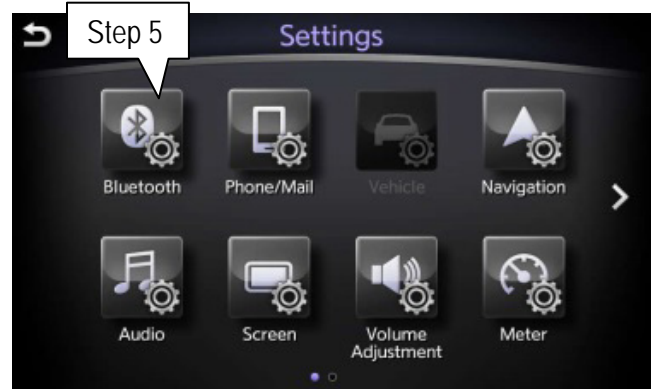 Step 5
Settings
Bluetooth
Phone/Mail
Vehicle
Navigation
Audio
Screen
Volume
Adjustment
Meter